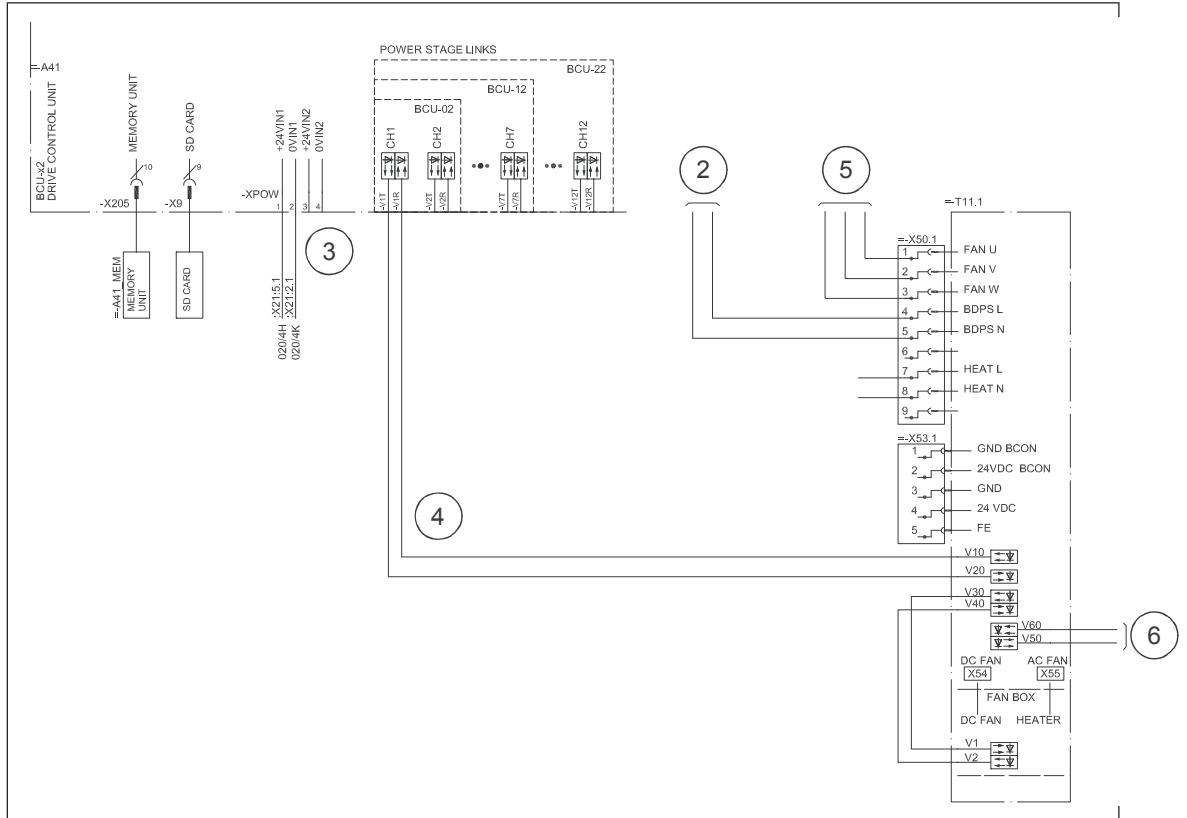 POWER STAGE LINKS
=-A41
BCU-x2
DRIVE CONTROL UNIT
MEMORY UNIT
10
-X205
=-A41_MEM
MEMORY
UNIT
SD CARD
9
-X9
SD CARD
-XPOW
+24VIN1
0VIN1
+24VIN2
0VIN2
1
2
3
4
:X21:5.1
:X21:2.1
020/4H
020/4K
BCU-22
BCU-12
BCU-02
CH1
CH2
CH7
CH12
-V1T
-V1R
-V2T
-V2R
-V7T
-V7R
-V12T
-V12R
2
5
3
4
6
=-T11.1
=-X50.1
1 FAN U
2 FAN V
3 FAN W
4 BDPS L
5 BDPS N
6
7 HEAT L
8 HEAT N
9
=-X53.1
1 GND BCON
2 24VDC BCON
3 GND
4 24 VDC
5 FE
V10
V20
V30
V40
V60
V50
DC FAN AC FAN
X54 X55
FAN BOX
DC FAN HEATER
V1
V2